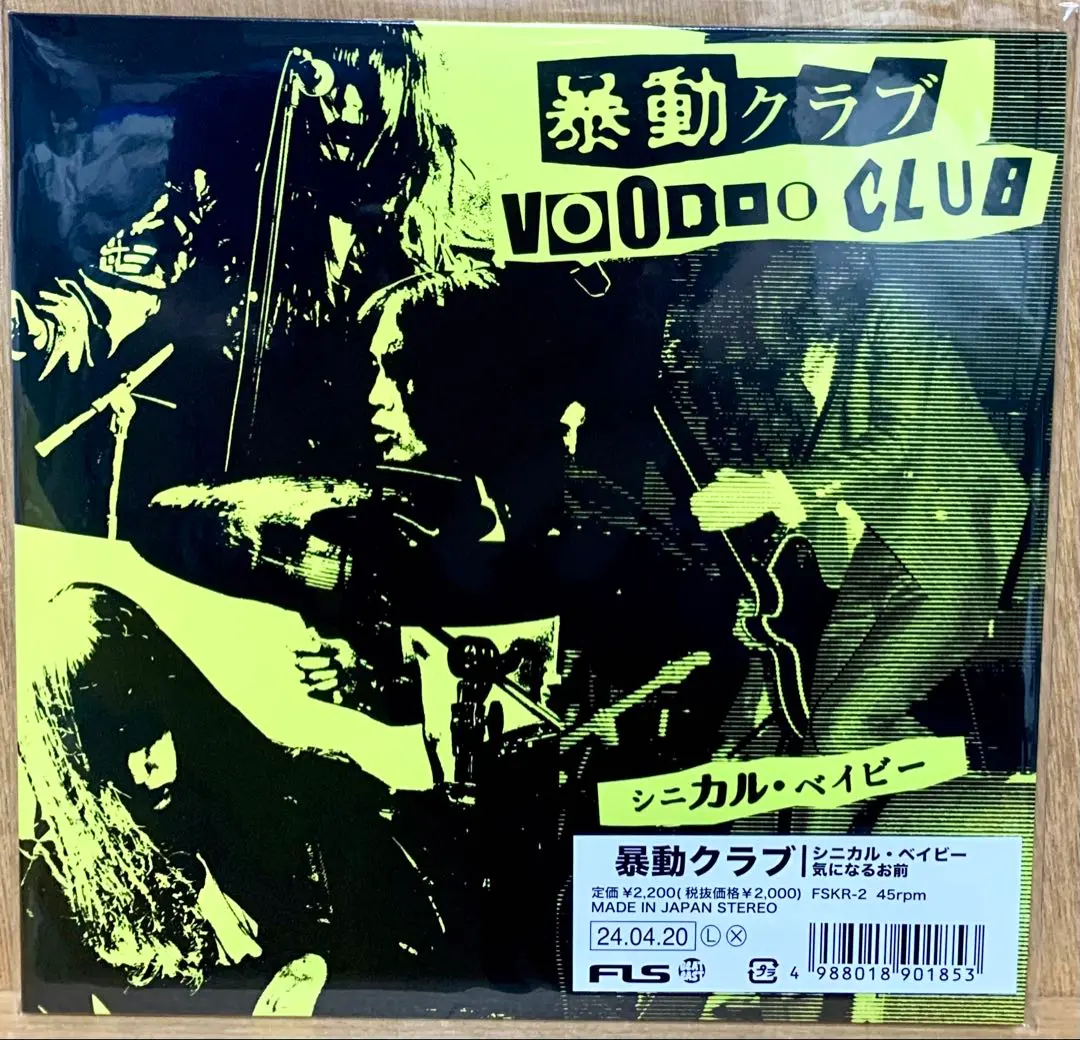 暴動クラブ
VOODOO CLUB
シニカル・ベイビー
暴動クラブ
シニカル・ベイビー
気になるお前
定価 ¥2,200(税抜価格¥2,000) FSKR-2 45rpm
MADE IN JAPAN STEREO
24.04.20 Ⓛ Ⓧ
FLS
プラ
4 988018 901853